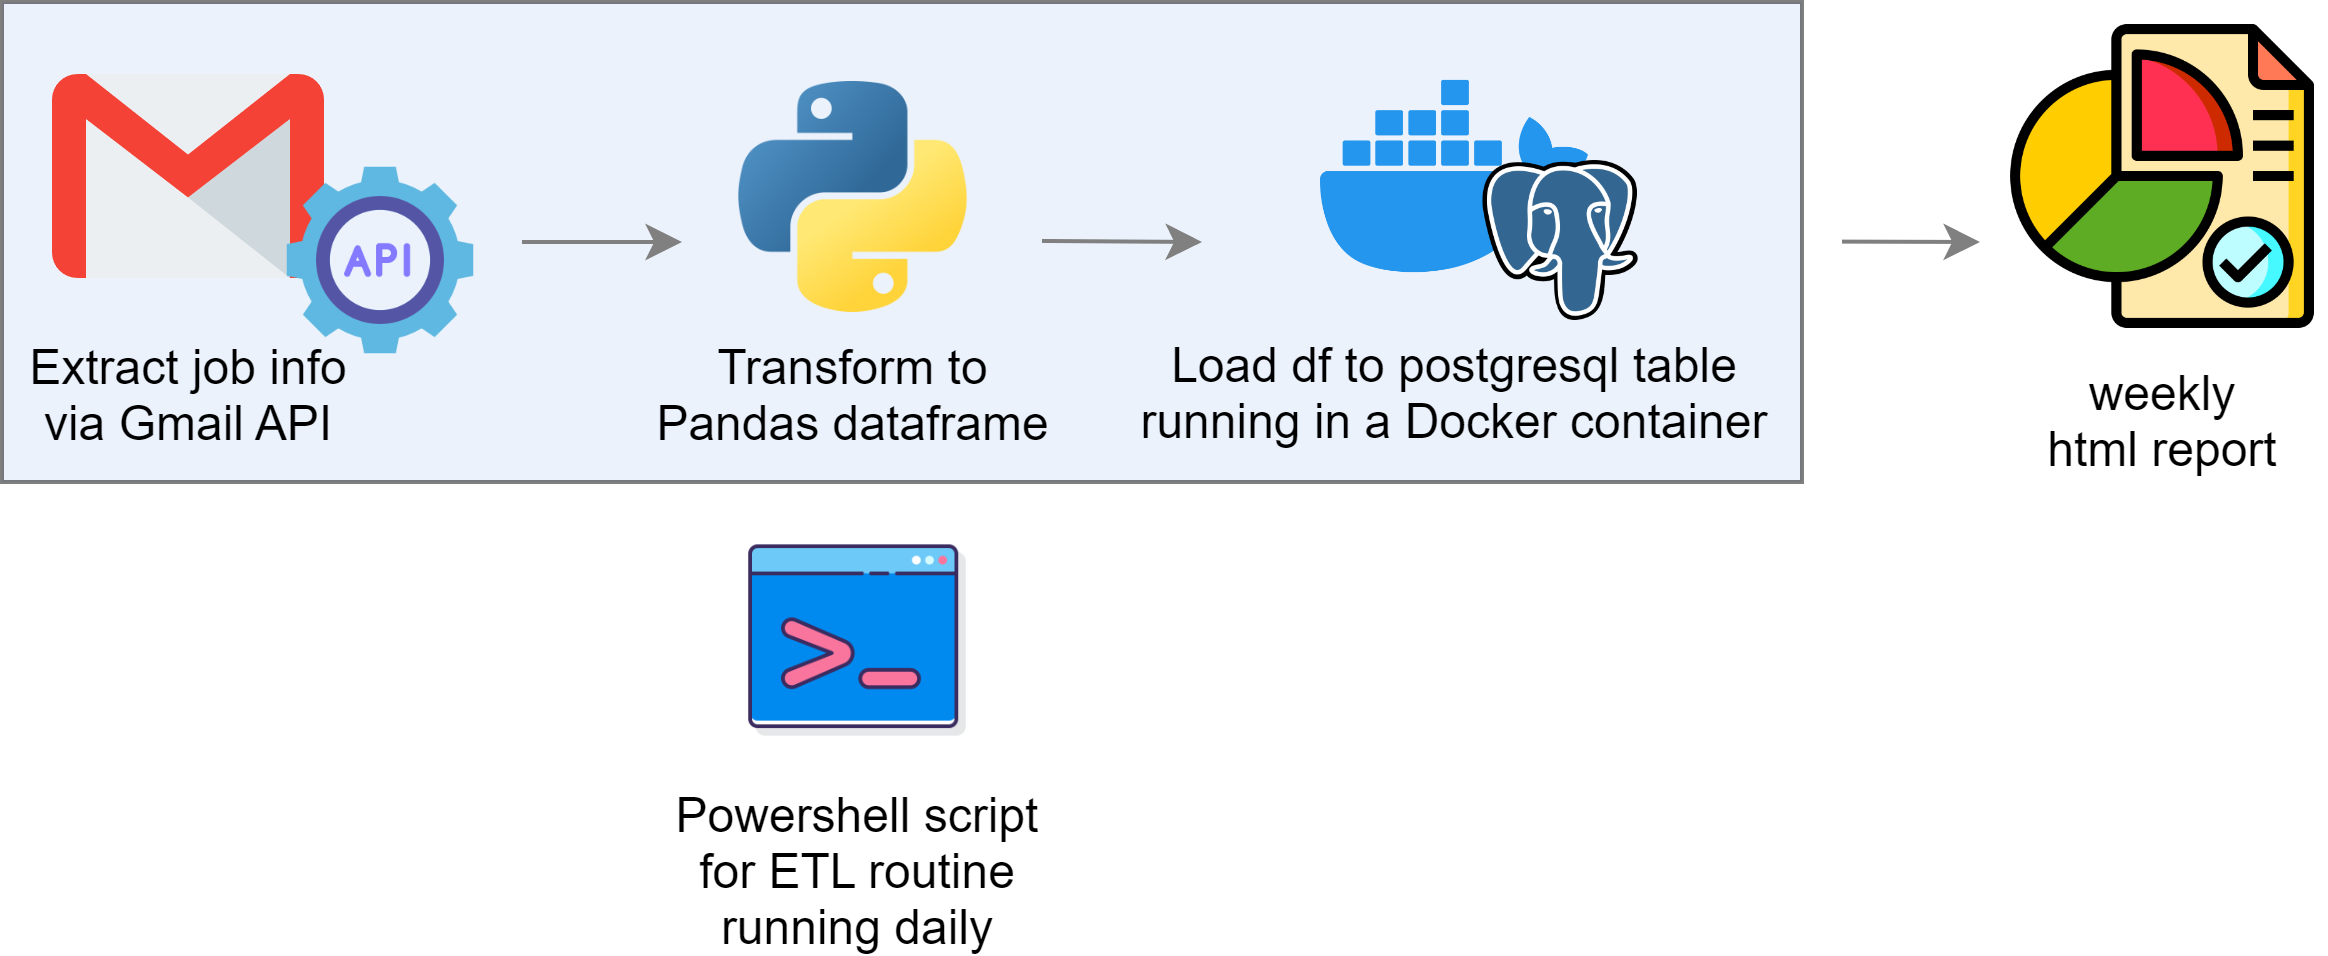 API
Extract job info
via Gmail API
Transform to
Pandas dataframe
Load df to postgresql table
running in a Docker container
weekly
html report
>_
Powershell script
for ETL routine
running daily